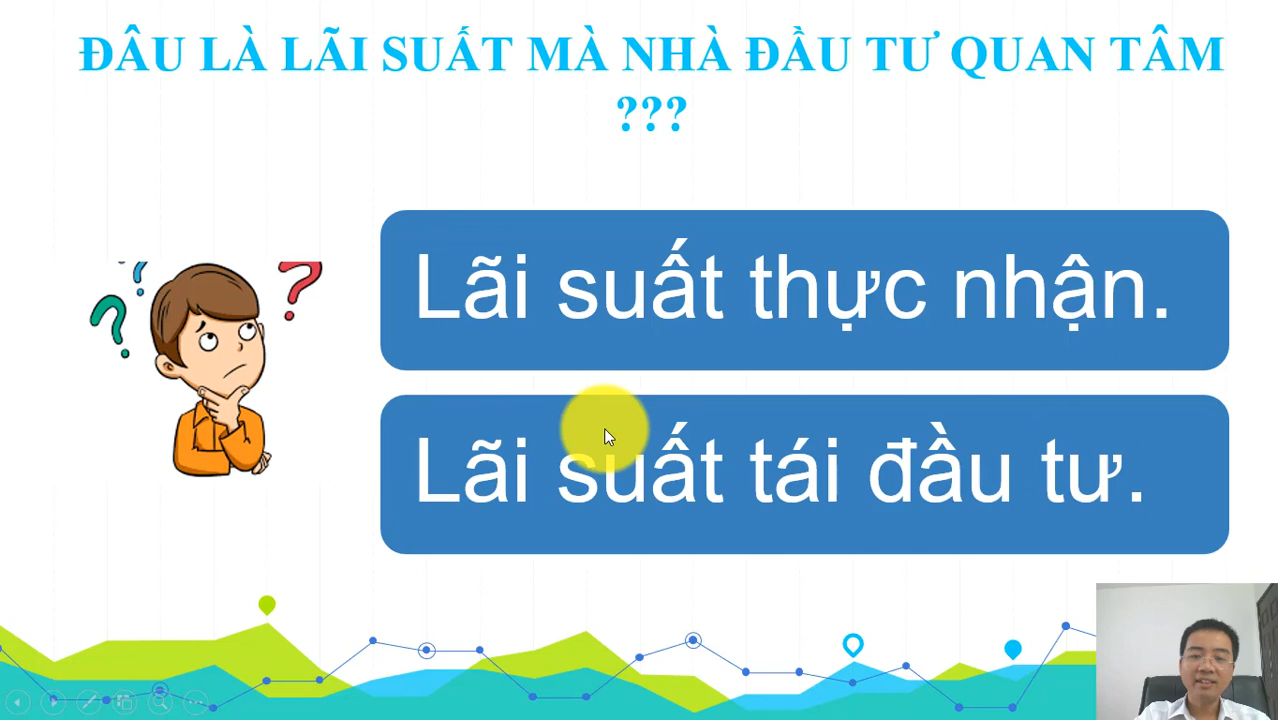 ĐÂU LÀ LÃI SUẤT MÀ NHÀ ĐẦU TƯ QUAN TÂM
???
Lãi suất thực nhận.
Lãi suất tái đầu tư.